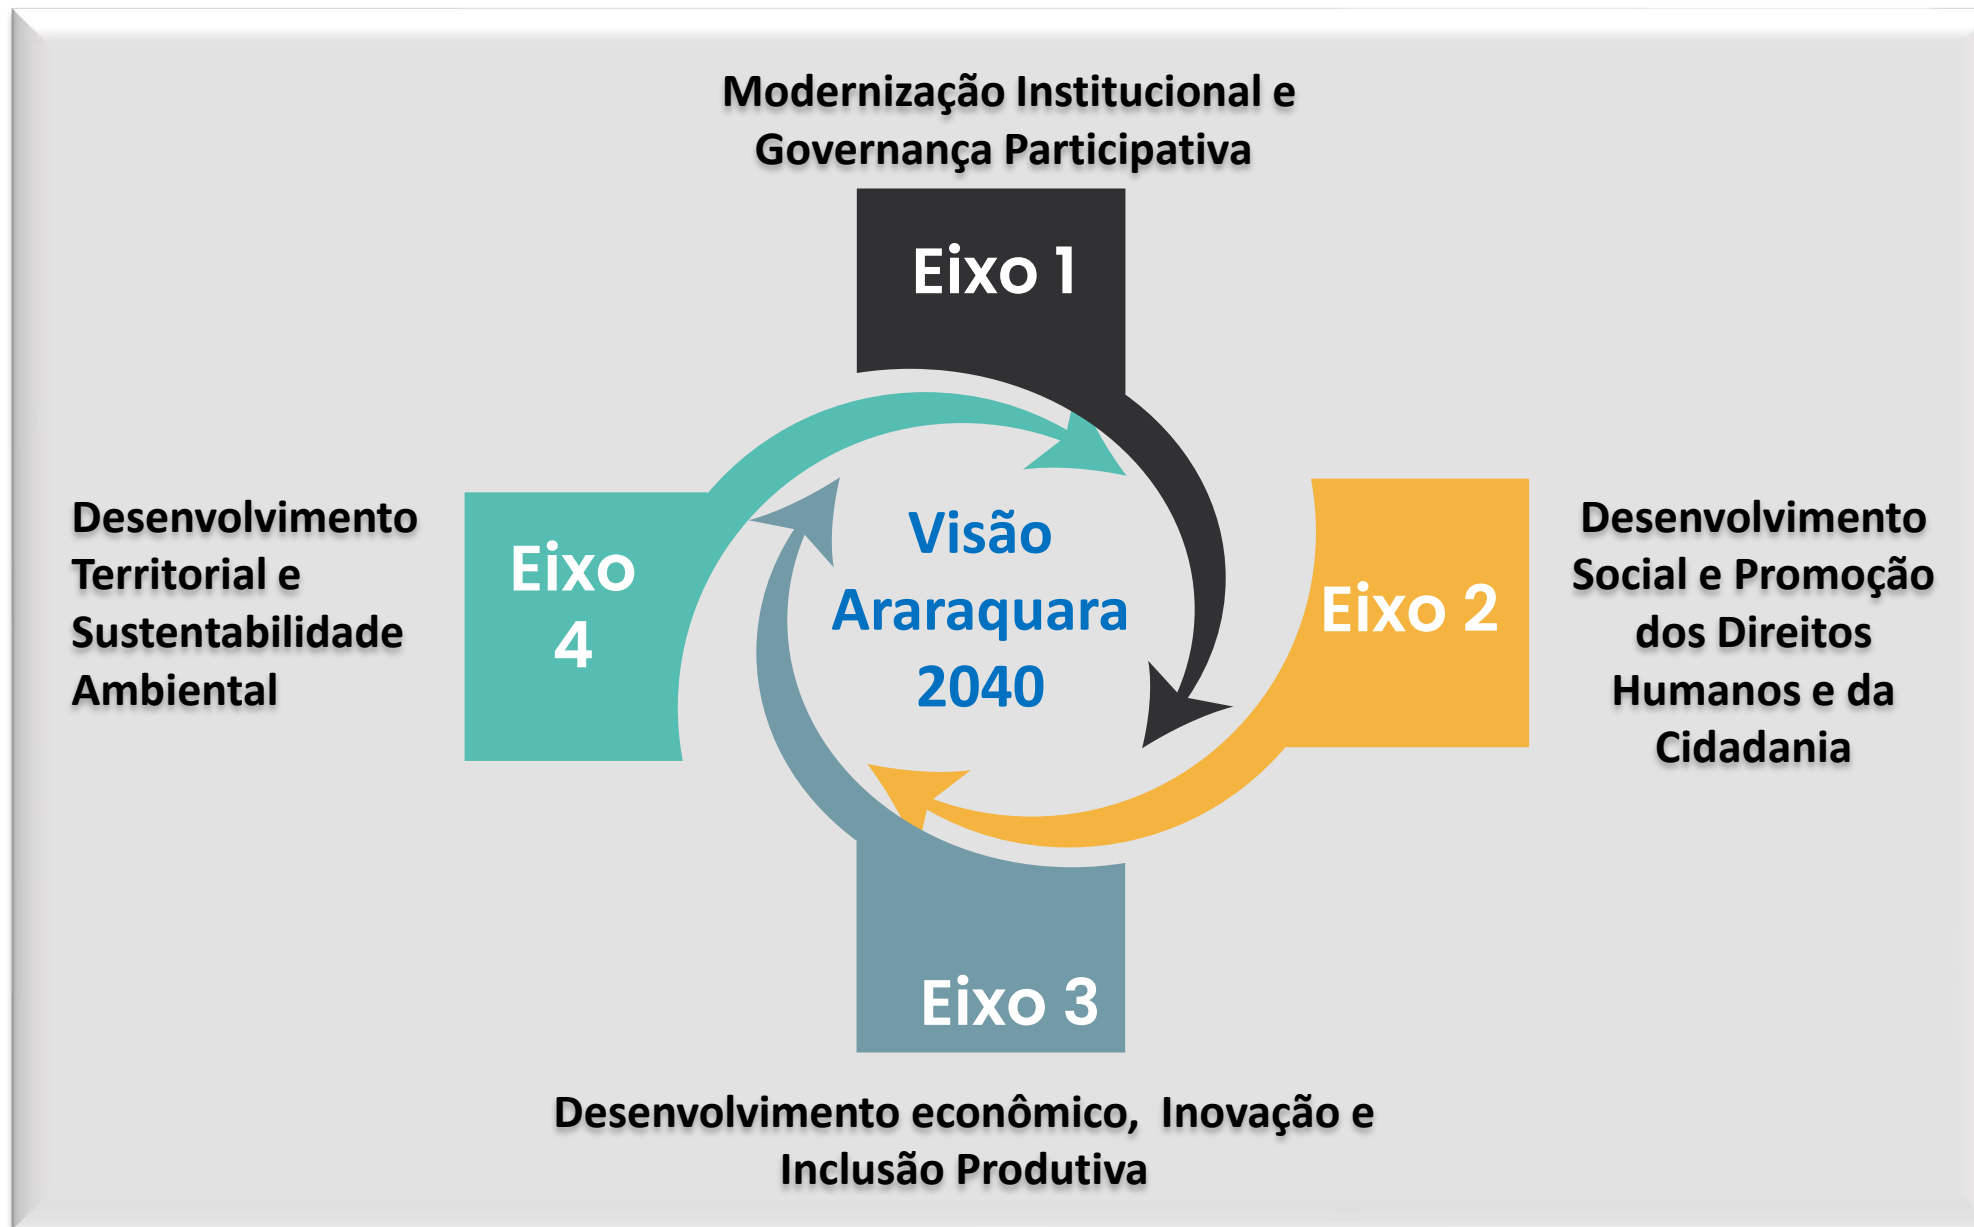 Modernização Institucional e
Governança Participativa
Eixo 1
Desenvolvimento
Territorial e
Sustentabilidade
Ambiental
Eixo
4
Visão
Araraquara
2040
Eixo 2
Desenvolvimento
Social e Promoção
dos Direitos
Humanos e da
Cidadania
Eixo 3
Desenvolvimento econômico, Inovação e
Inclusão Produtiva